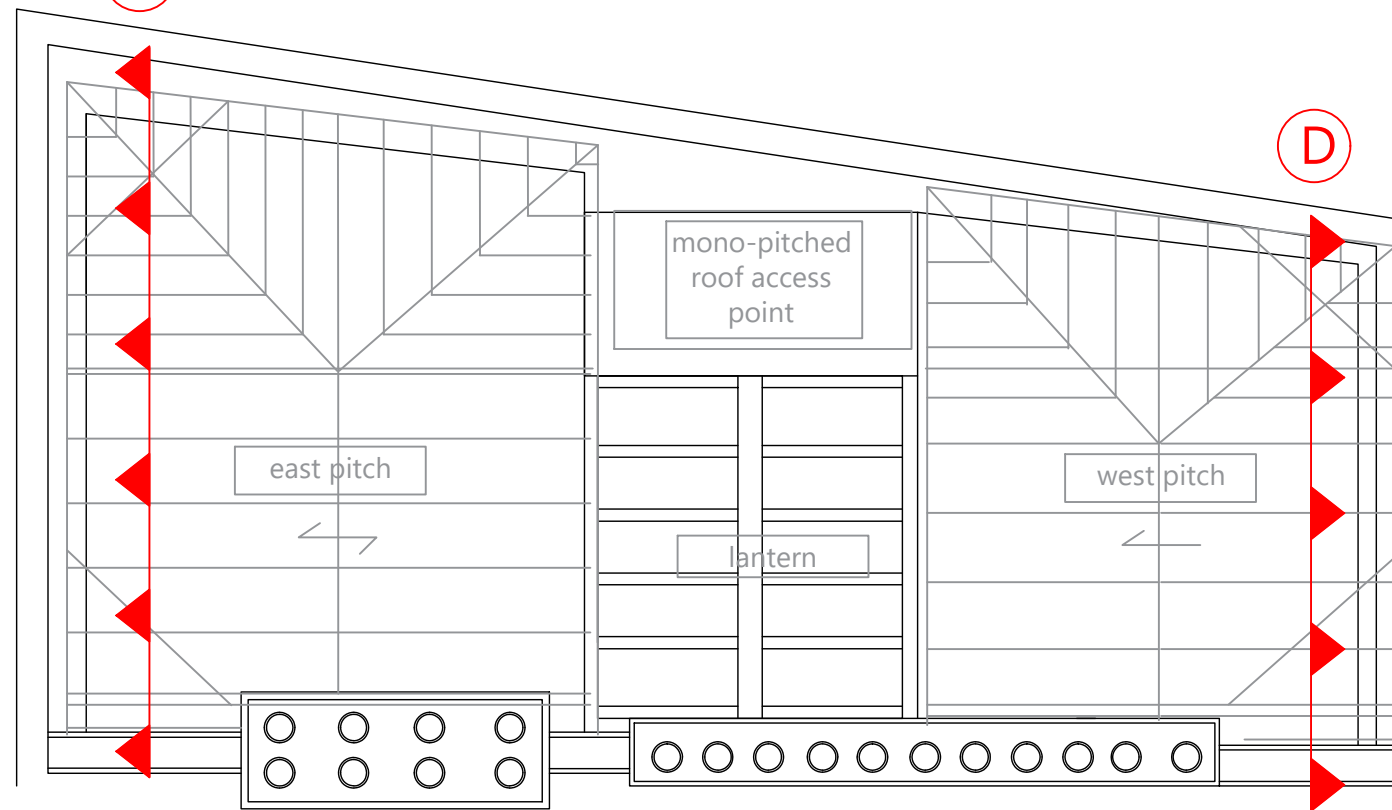 D
mono-pitched
roof access
point
east pitch
west pitch
lantern